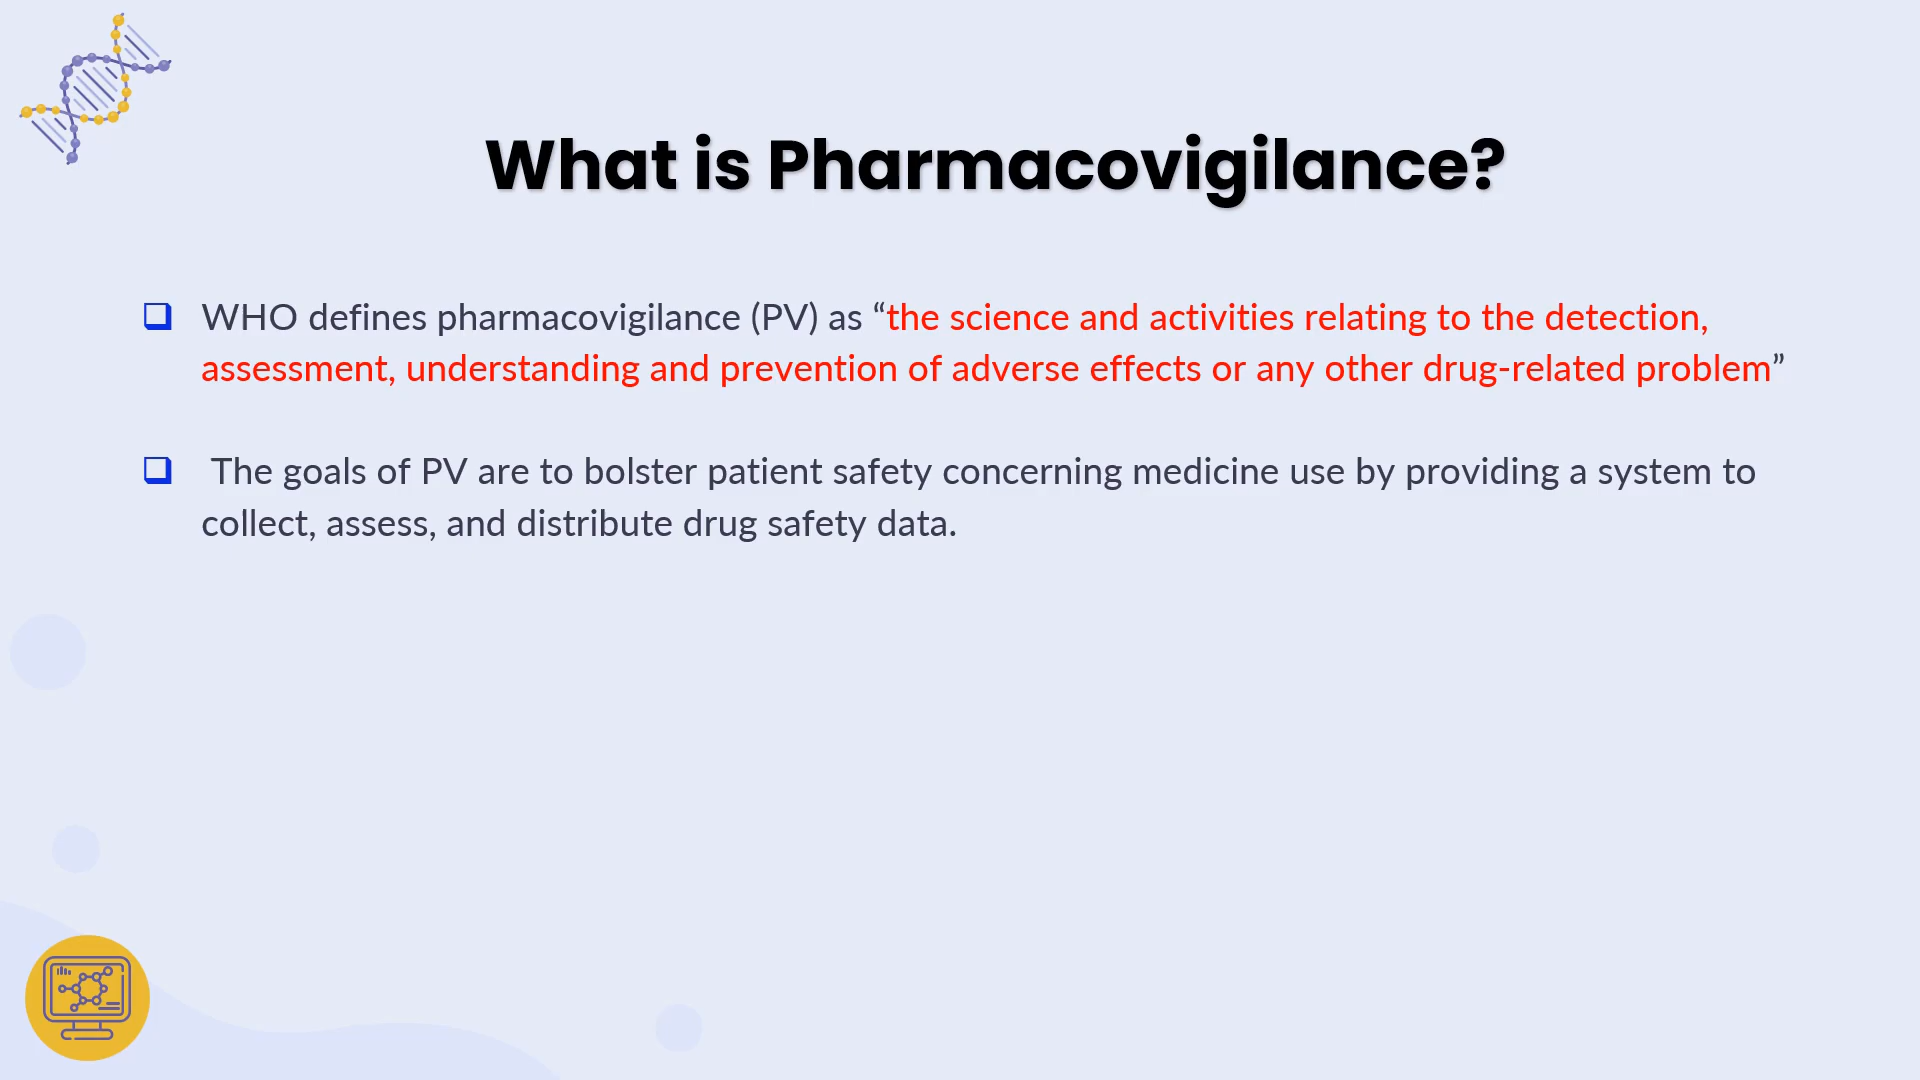 What is Pharmacovigilance?
❑ WHO defines pharmacovigilance (PV) as “the science and activities relating to the detection,
assessment, understanding and prevention of adverse effects or any other drug-related problem”
❑ The goals of PV are to bolster patient safety concerning medicine use by providing a system to
collect, assess, and distribute drug safety data.